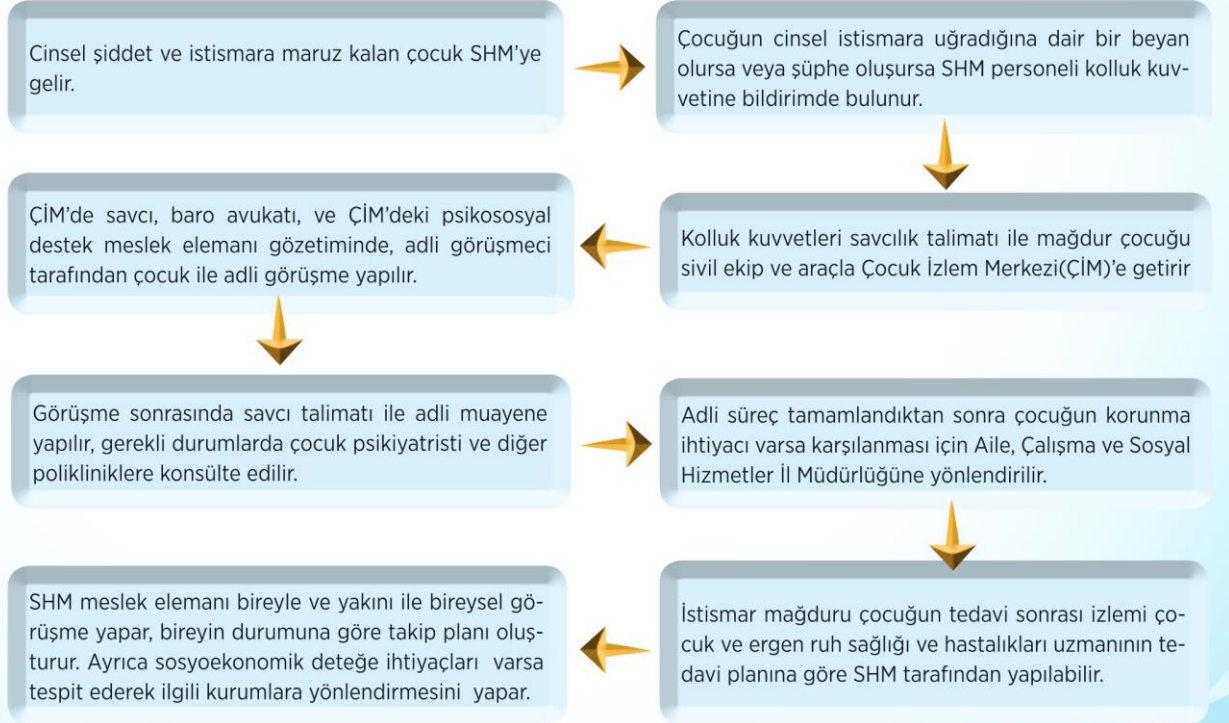 Cinsel şiddet ve istismara maruz kalan çocuk SHM’ye
gelir.
Çocuğun cinsel istismara uğradığına dair bir beyan
olursa veya şüphe oluşursa SHM personeli kolluk kuv-
vetine bildirimde bulunur.
Kolluk kuvvetleri savcılık talimatı ile mağdur çocuğu
sivil ekip ve araçla Çocuk İzlem Merkezi(ÇİM)’e getirir
ÇİM’de savcı, baro avukatı, ve ÇİM’deki psikososyal
destek meslek elemanı gözetiminde, adli görüşmeci
tarafından çocuk ile adli görüşme yapılır.
Görüşme sonrasında savcı talimatı ile adli muayene
yapılır, gerekli durumlarda çocuk psikiyatristi ve diğer
polikliniklere konsülte edilir.
Adli süreç tamamlandıktan sonra çocuğun korunma
ihtiyacı varsa karşılanması için Aile, Çalışma ve Sosyal
Hizmetler İl Müdürlüğüne yönlendirilir.
İstismar mağduru çocuğun tedavi sonrası izlemi ço-
cuk ve ergen ruh sağlığı ve hastalıkları uzmanının te-
davi planına göre SHM tarafından yapılabilir.
SHM meslek elemanı bireyle ve yakını ile bireysel gö-
rüşme yapar, bireyin durumuna göre takip planı oluş-
turur. Ayrıca sosyoekonomik deteğe ihtiyaçları varsa
tespit ederek ilgili kurumlara yönlendirmesini yapar.